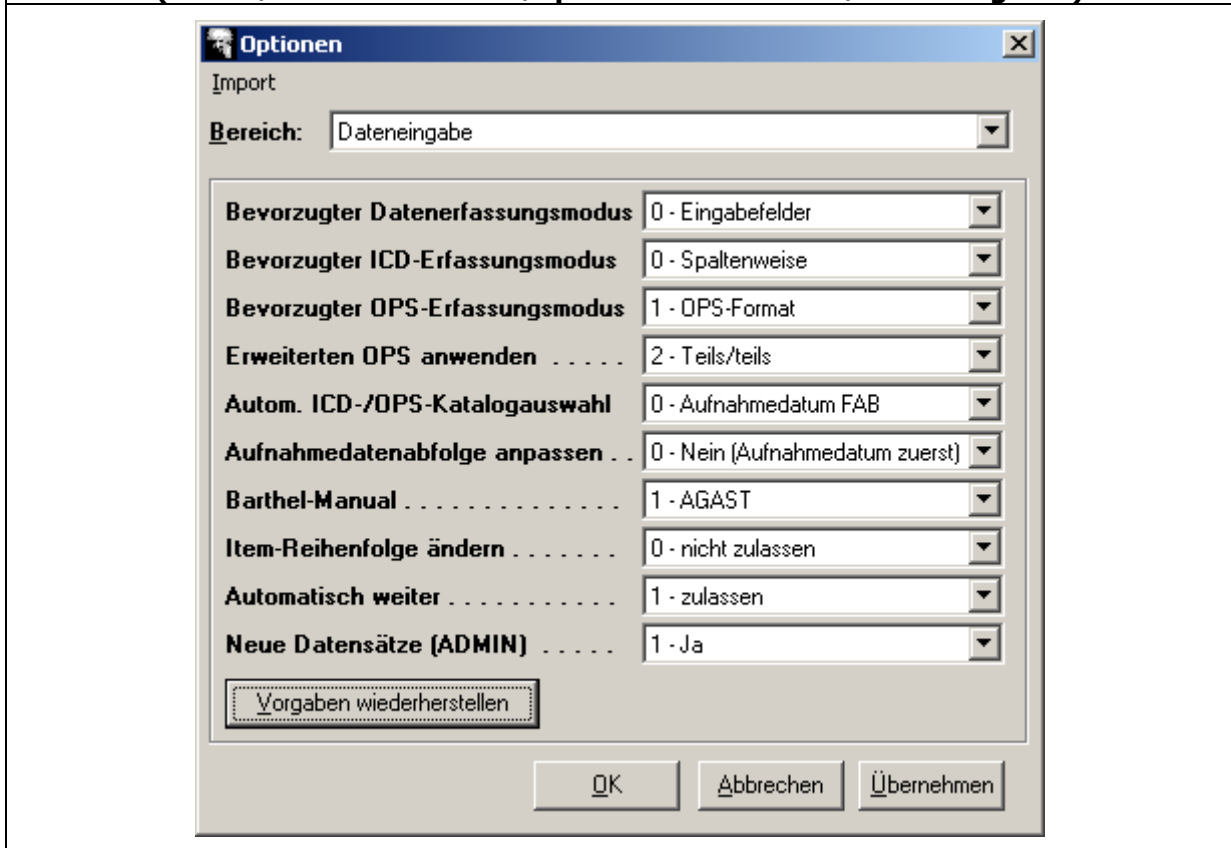 Optionen
Import
Bereich: Dateneingabe
Bevorzugter Datenerfassungsmodus 0 - Eingabefelder
Bevorzugter ICD-Erfassungsmodus 0 - Spaltenweise
Bevorzugter OPS-Erfassungsmodus 1 - OPS-Format
Erweiterten OPS anwenden . . . . . 2 - Teils/teils
Autom. ICD-/OPS-Katalogauswahl 0 - Aufnahmedatum FAB
Aufnahmedatenabfolge anpassen . . 0 - Nein (Aufnahmedatum zuerst)
Barthel-Manual . . . . . . . . . . . . . . 1 - AGAST
Item-Reihenfolge ändern . . . . . . . 0 - nicht zulassen
Automatisch weiter . . . . . . . . . . . 1 - zulassen
Neue Datensätze (ADMIN) . . . . . 1 - Ja
Vorgaben wiederherstellen
OK Abbrechen Übernehmen